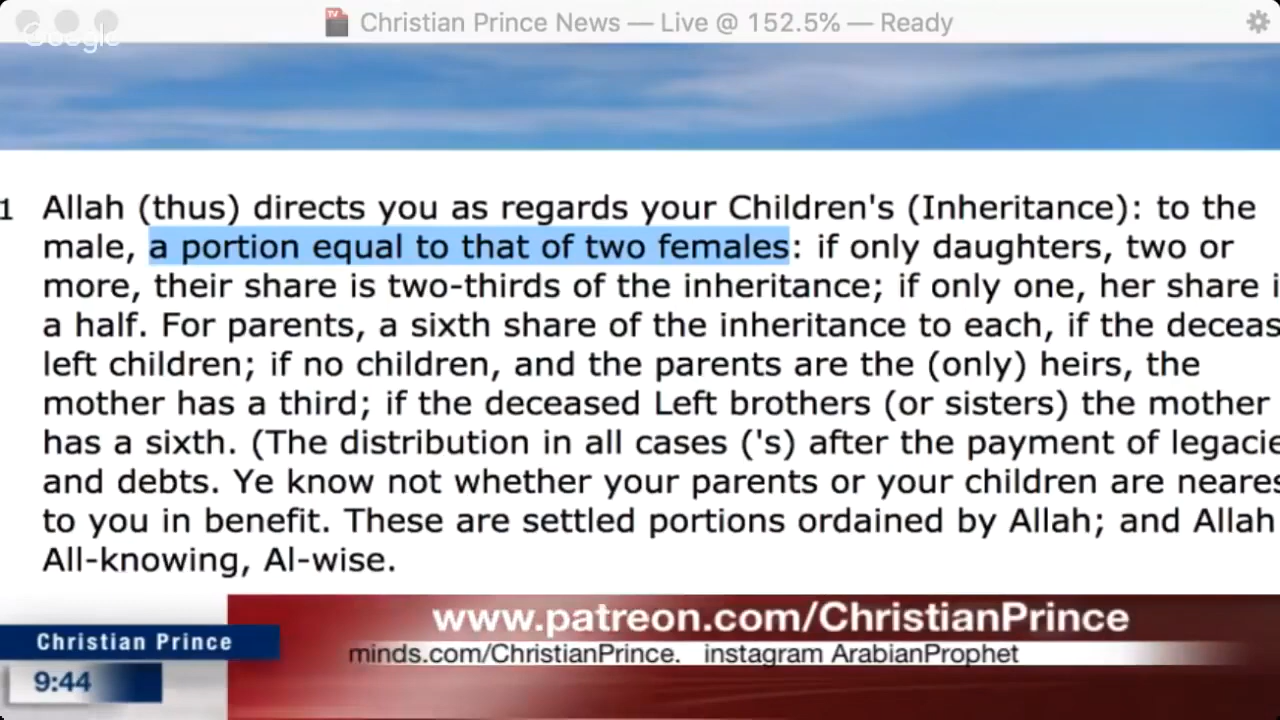 Google
Christian Prince News — Live @ 152.5% — Ready
1 Allah (thus) directs you as regards your Children's (Inheritance): to the
male, a portion equal to that of two females: if only daughters, two or
more, their share is two-thirds of the inheritance; if only one, her share i
a half. For parents, a sixth share of the inheritance to each, if the deceas
left children; if no children, and the parents are the (only) heirs, the
mother has a third; if the deceased Left brothers (or sisters) the mother
has a sixth. (The distribution in all cases ('s) after the payment of legacie
and debts. Ye know not whether your parents or your children are neares
to you in benefit. These are settled portions ordained by Allah; and Allah
All-knowing, Al-wise.
www.patreon.com/ChristianPrince
Christian Prince
minds.com/ChristianPrince. instagram ArabianProphet
9:44